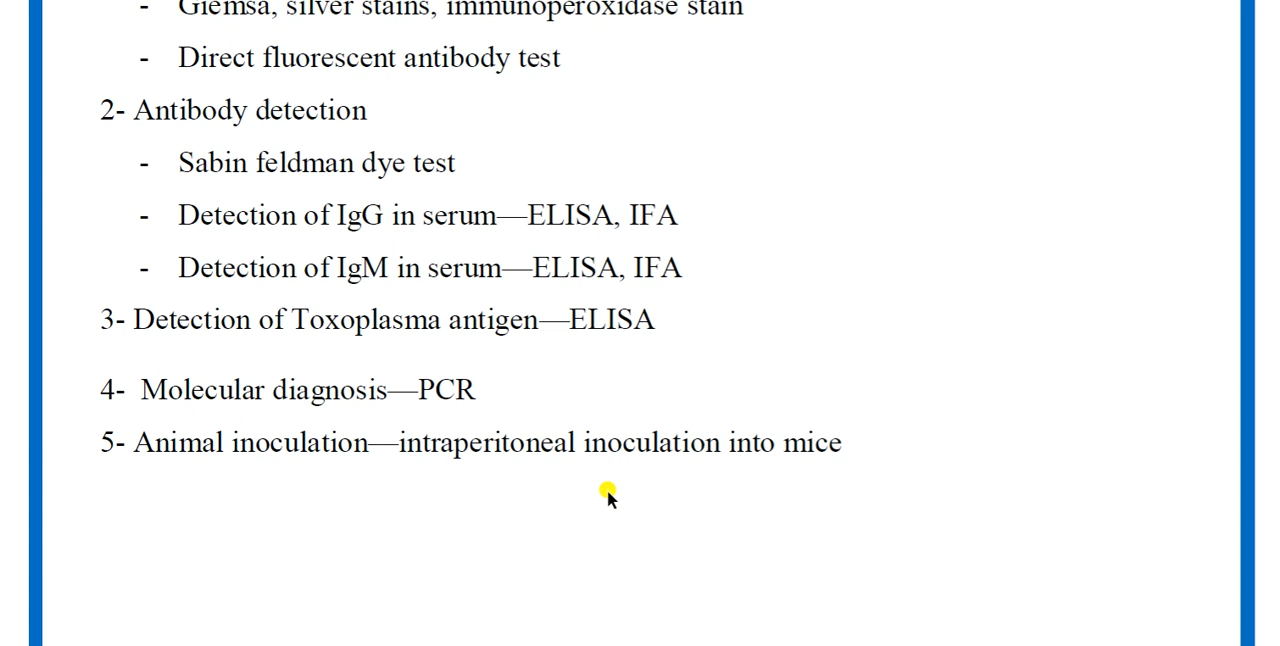 - Giemsa, silver stains, immunoperoxidase stain
- Direct fluorescent antibody test
2- Antibody detection
- Sabin feldman dye test
- Detection of IgG in serum—ELISA, IFA
- Detection of IgM in serum—ELISA, IFA
3- Detection of Toxoplasma antigen—ELISA
4- Molecular diagnosis—PCR
5- Animal inoculation—intraperitoneal inoculation into mice